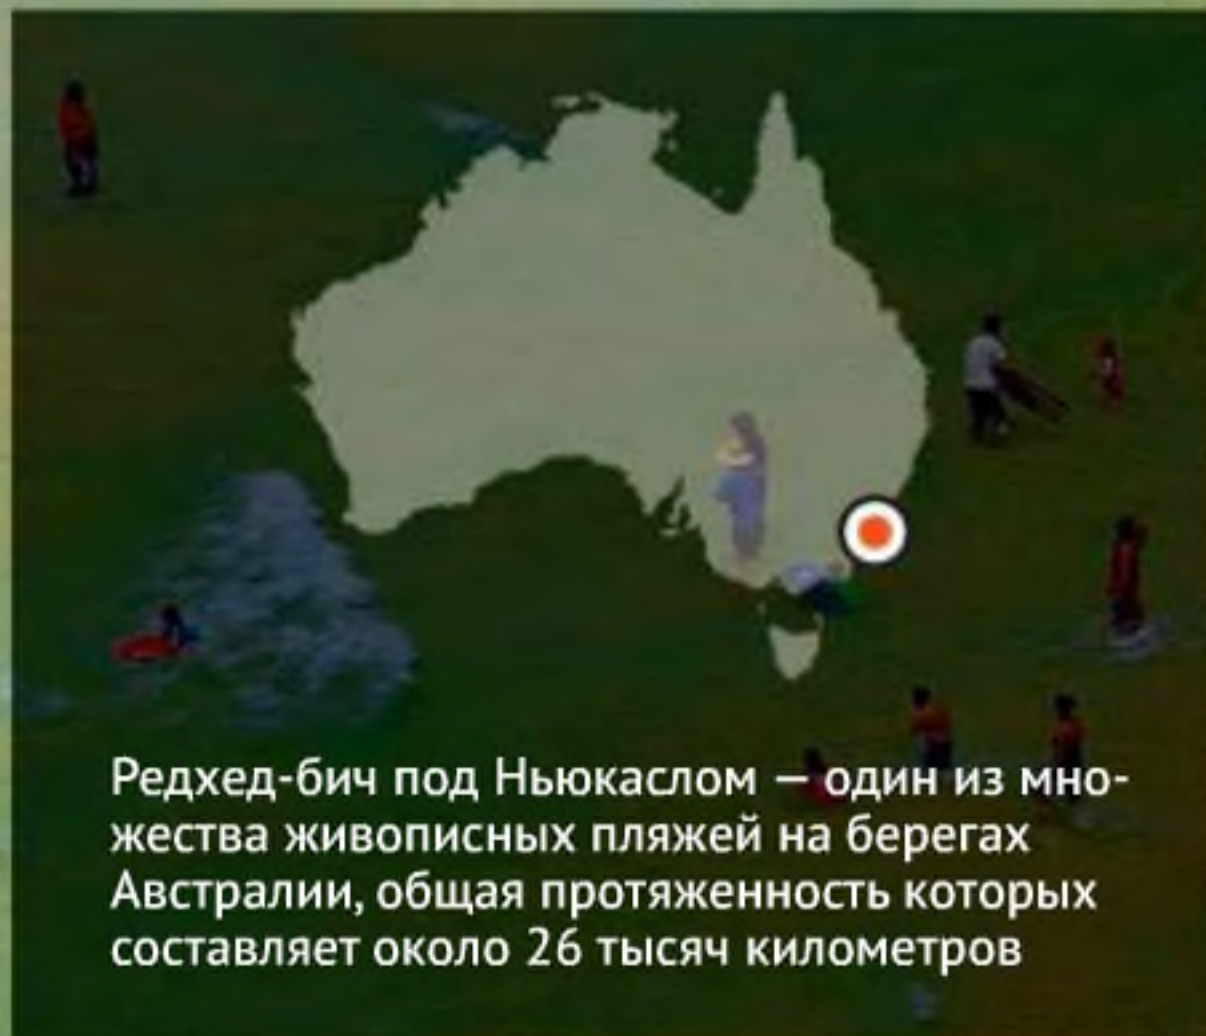 Редхед-бич под Ньюкаслом — один из мно-
жества живописных пляжей на берегах
Австралии, общая протяженность которых
составляет около 26 тысяч километров